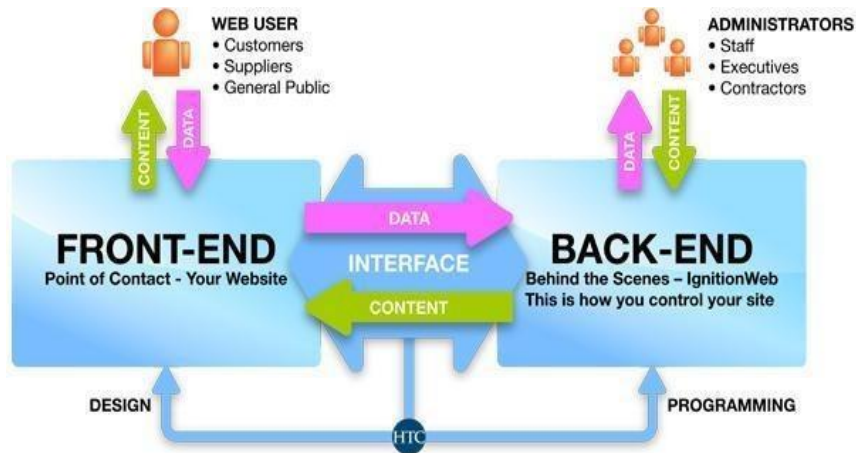 WEB USER
• Customers
• Suppliers
• General Public
ADMINISTRATORS
• Staff
• Executives
• Contractors
CONTENT
DATA
DATA
CONTENT
FRONT-END
Point of Contact - Your Website
DATA
INTERFACE
CONTENT
BACK-END
Behind the Scenes – IgnitionWeb
This is how you control your site
DESIGN
HTC
PROGRAMMING